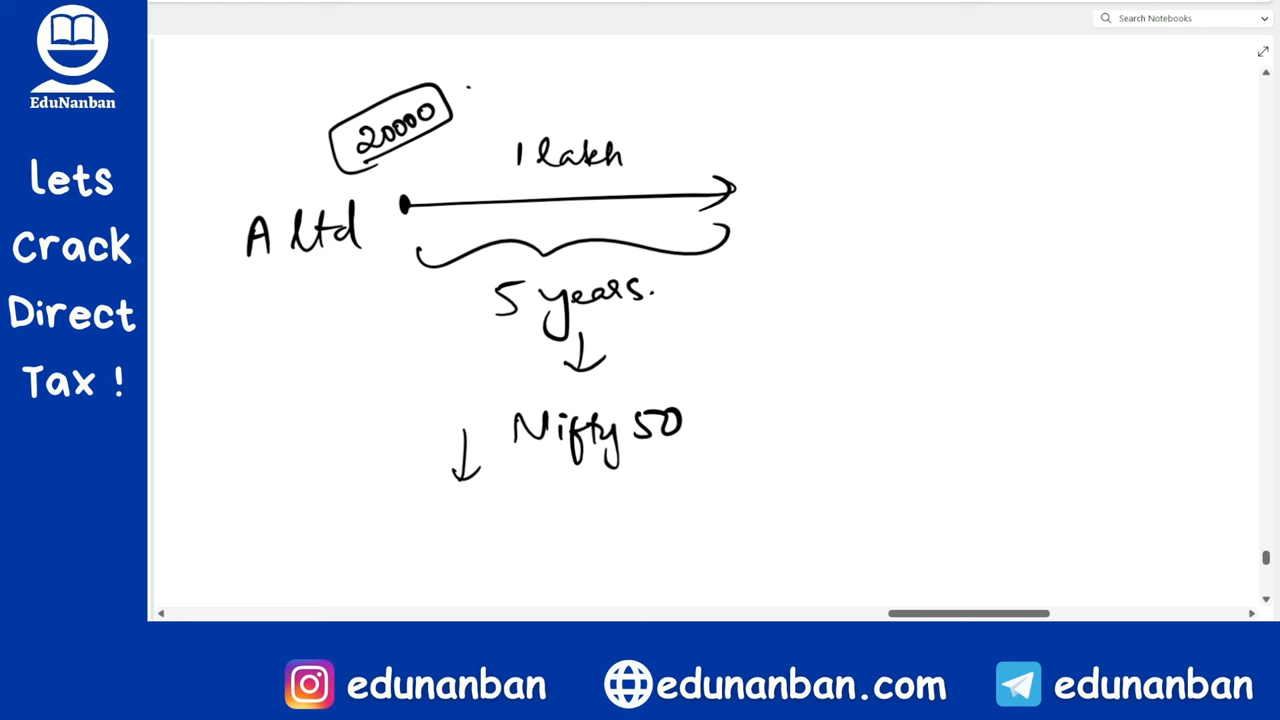 Search Notebooks
EduNanban
Lets
Crack
Direct
Tax !
20000
1 lakh
A ltd
5 years.
Nifty 50
edunanban
edunanban.com
edunanban